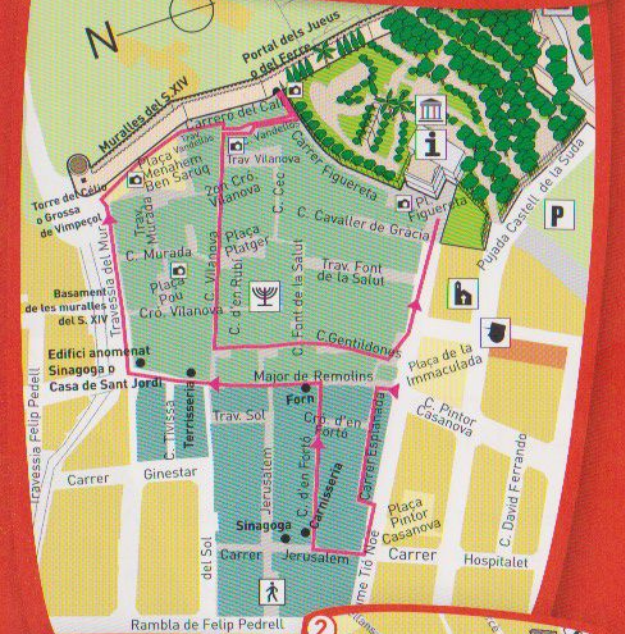 N
Portal dels Jueus
o del Ferre
Muralles del S.XIV
Carreró del Call
Trav.
Vandellòs
Vandellòs
Plaça
Menahem
Ben Saruq
Trav Vilanova
2on Cró.
Vilanova
Carrer Figuereta
i
Torre del Célio
o Grossa
de Vimpeçol
Trav.
Murada
C. Cec
C. Cavaller de Gràcia
Pl.
Figuereta
P
Pujada Castell de la Suda
Plaça
Platger
C. Murada
Plaça
Pou
Cró. Vilanova
C. Vilanova
C. d'en Rubí
C. Font de la Salut
Trav. Font
de la Salut
Travessia del Mur
Basament
de les muralles
del S. XIV
C.Gentildones
Edifici anomenat
Sinagoga o
Casa de Sant Jordi
Major de Remolins
Plaça de la
Immaculada
Forn
Terrisseria
C. Tivissa
Trav. Sol
Cró. d'en
Fortó
C. Pintor
Casanova
Travessia Felip Pedrell
Carrer
Ginestar
Jerusalem
C. d'en Fortó
Carnisseria
Carrer Esplanada
Plaça
Pintor
Casanova
C. David Ferrando
Sinagoga
del Sol
Carrer
Jerusalem
ume Tió Noé
Carrer
Hospitalet
Rambla de Felip Pedrell
2